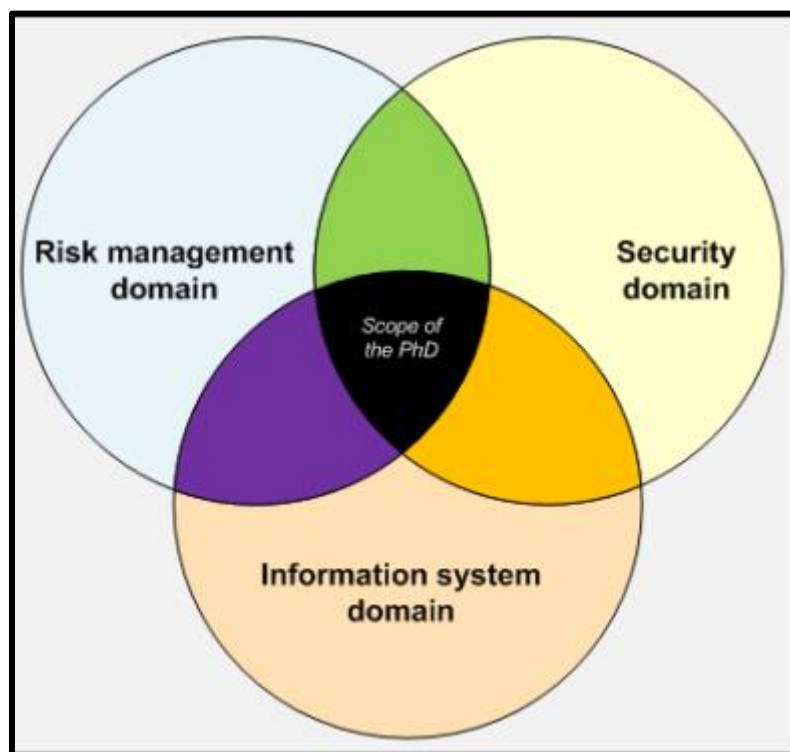 Risk management
domain
Security
domain
Scope of
the PhD
Information system
domain